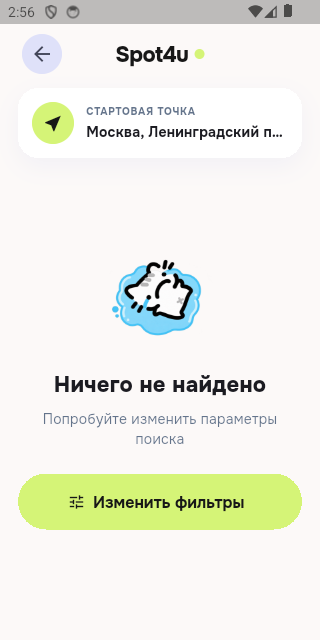 2:56
Spot4u
СТАРТОВАЯ ТОЧКА
Москва, Ленинградский п...
Ничего не найдено
Попробуйте изменить параметры
поиска
Изменить фильтры